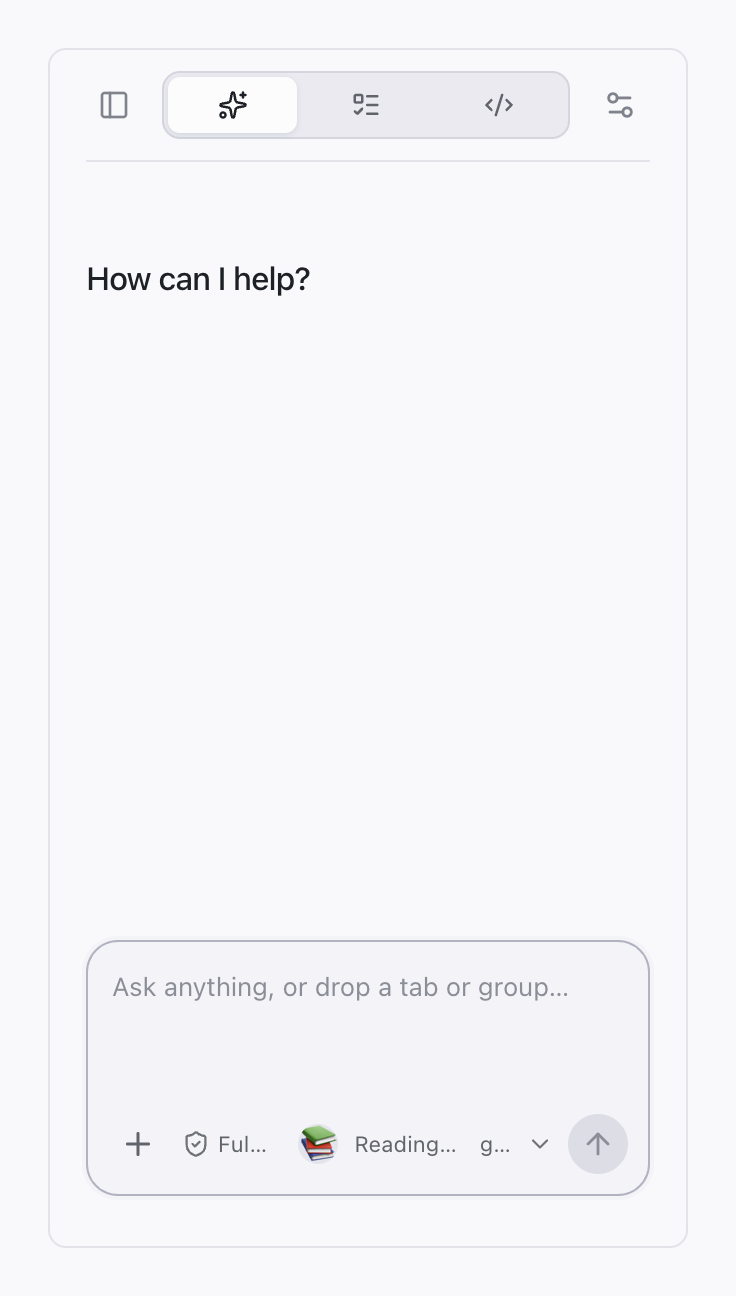 How can I help?
Ask anything, or drop a tab or group...
Ful... Reading... g...